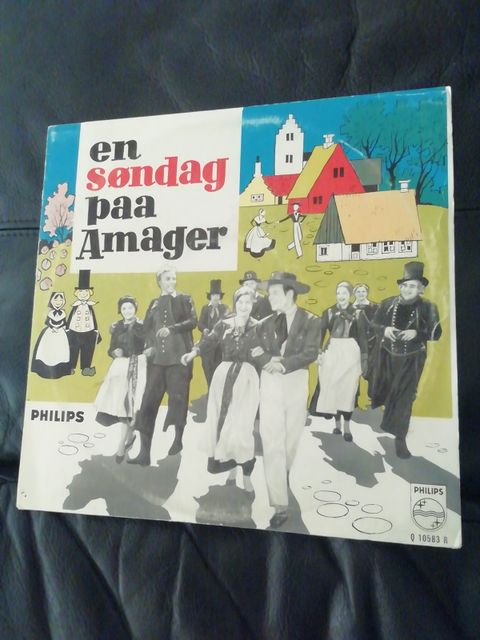 en
søndag
paa
Amager
PHILIPS
PHILIPS
Q 10583 R